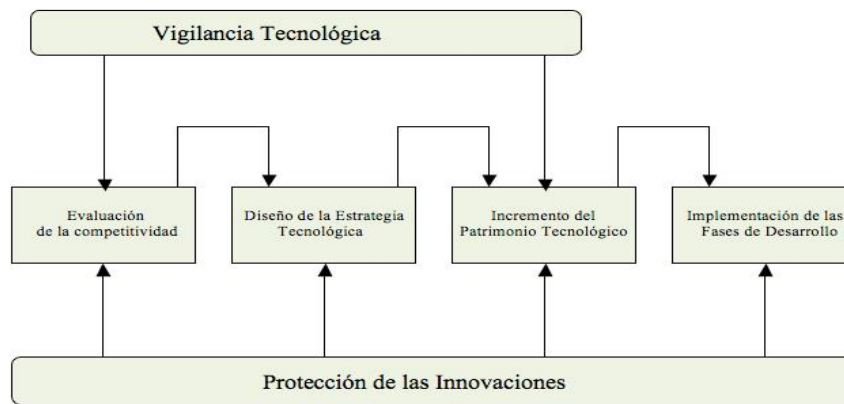 Vigilancia Tecnológica
Evaluación
de la competitividad
Diseño de la Estrategia
Tecnológica
Incremento del
Patrimonio Tecnológico
Implementación de las
Fases de Desarrollo
Protección de las Innovaciones